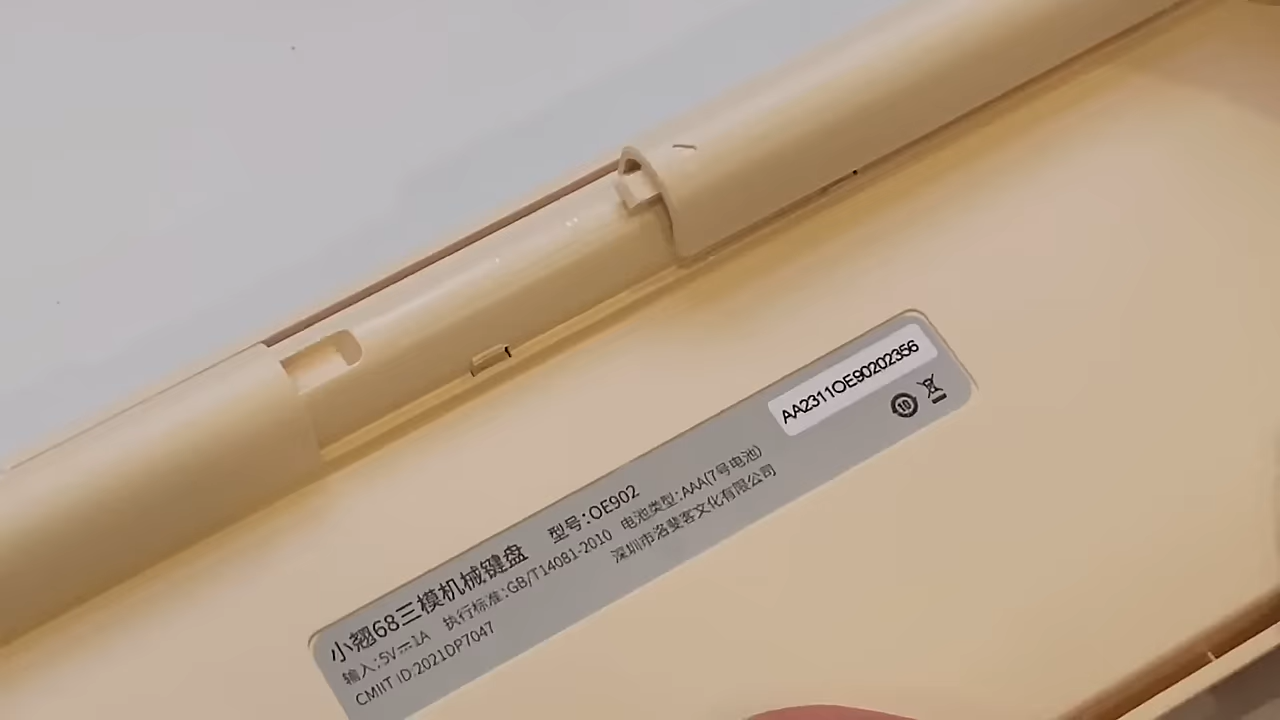 AA2311OE90202356
小翘68三模机械键盘 型号:OE902
输入:5V⎓1A 执行标准:GB/T14081-2010 电池类型:AAA(7号电池)
CMIIT ID:2021DP7047 深圳市洛斐客文化有限公司
10